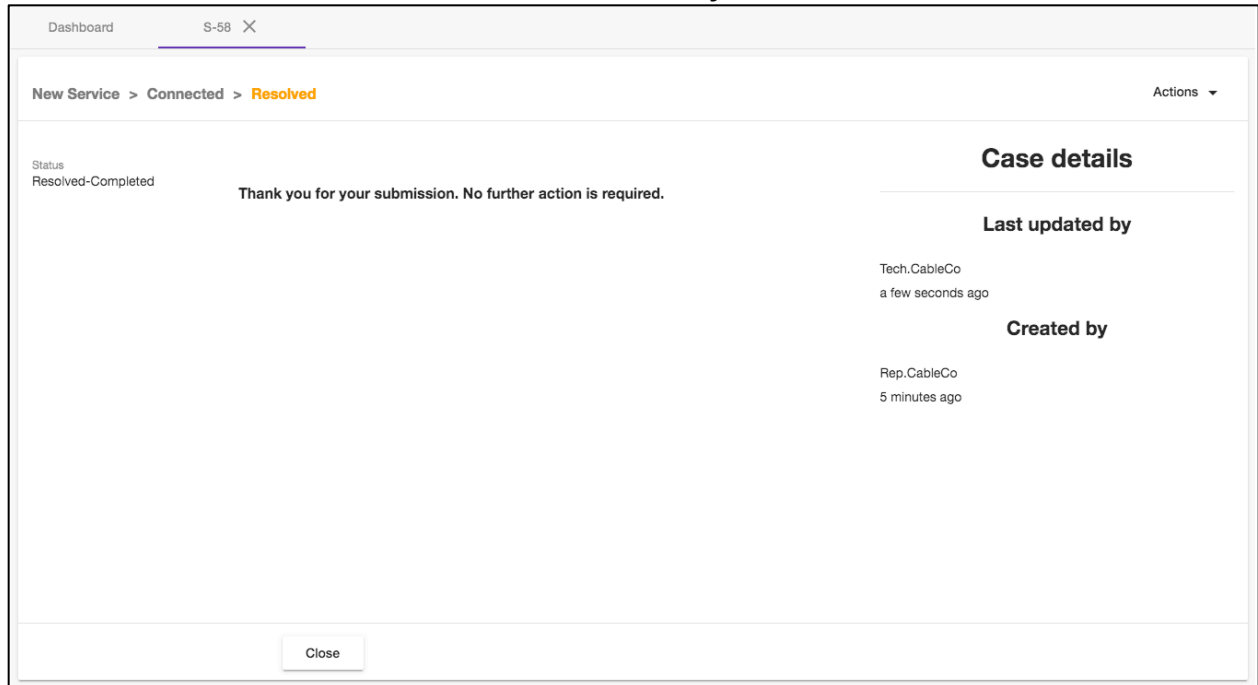 Dashboard
S-58
New Service > Connected > Resolved
Actions
Status
Resolved-Completed
Thank you for your submission. No further action is required.
Case details
Last updated by
Tech.CableCo
a few seconds ago
Created by
Rep.CableCo
5 minutes ago
Close